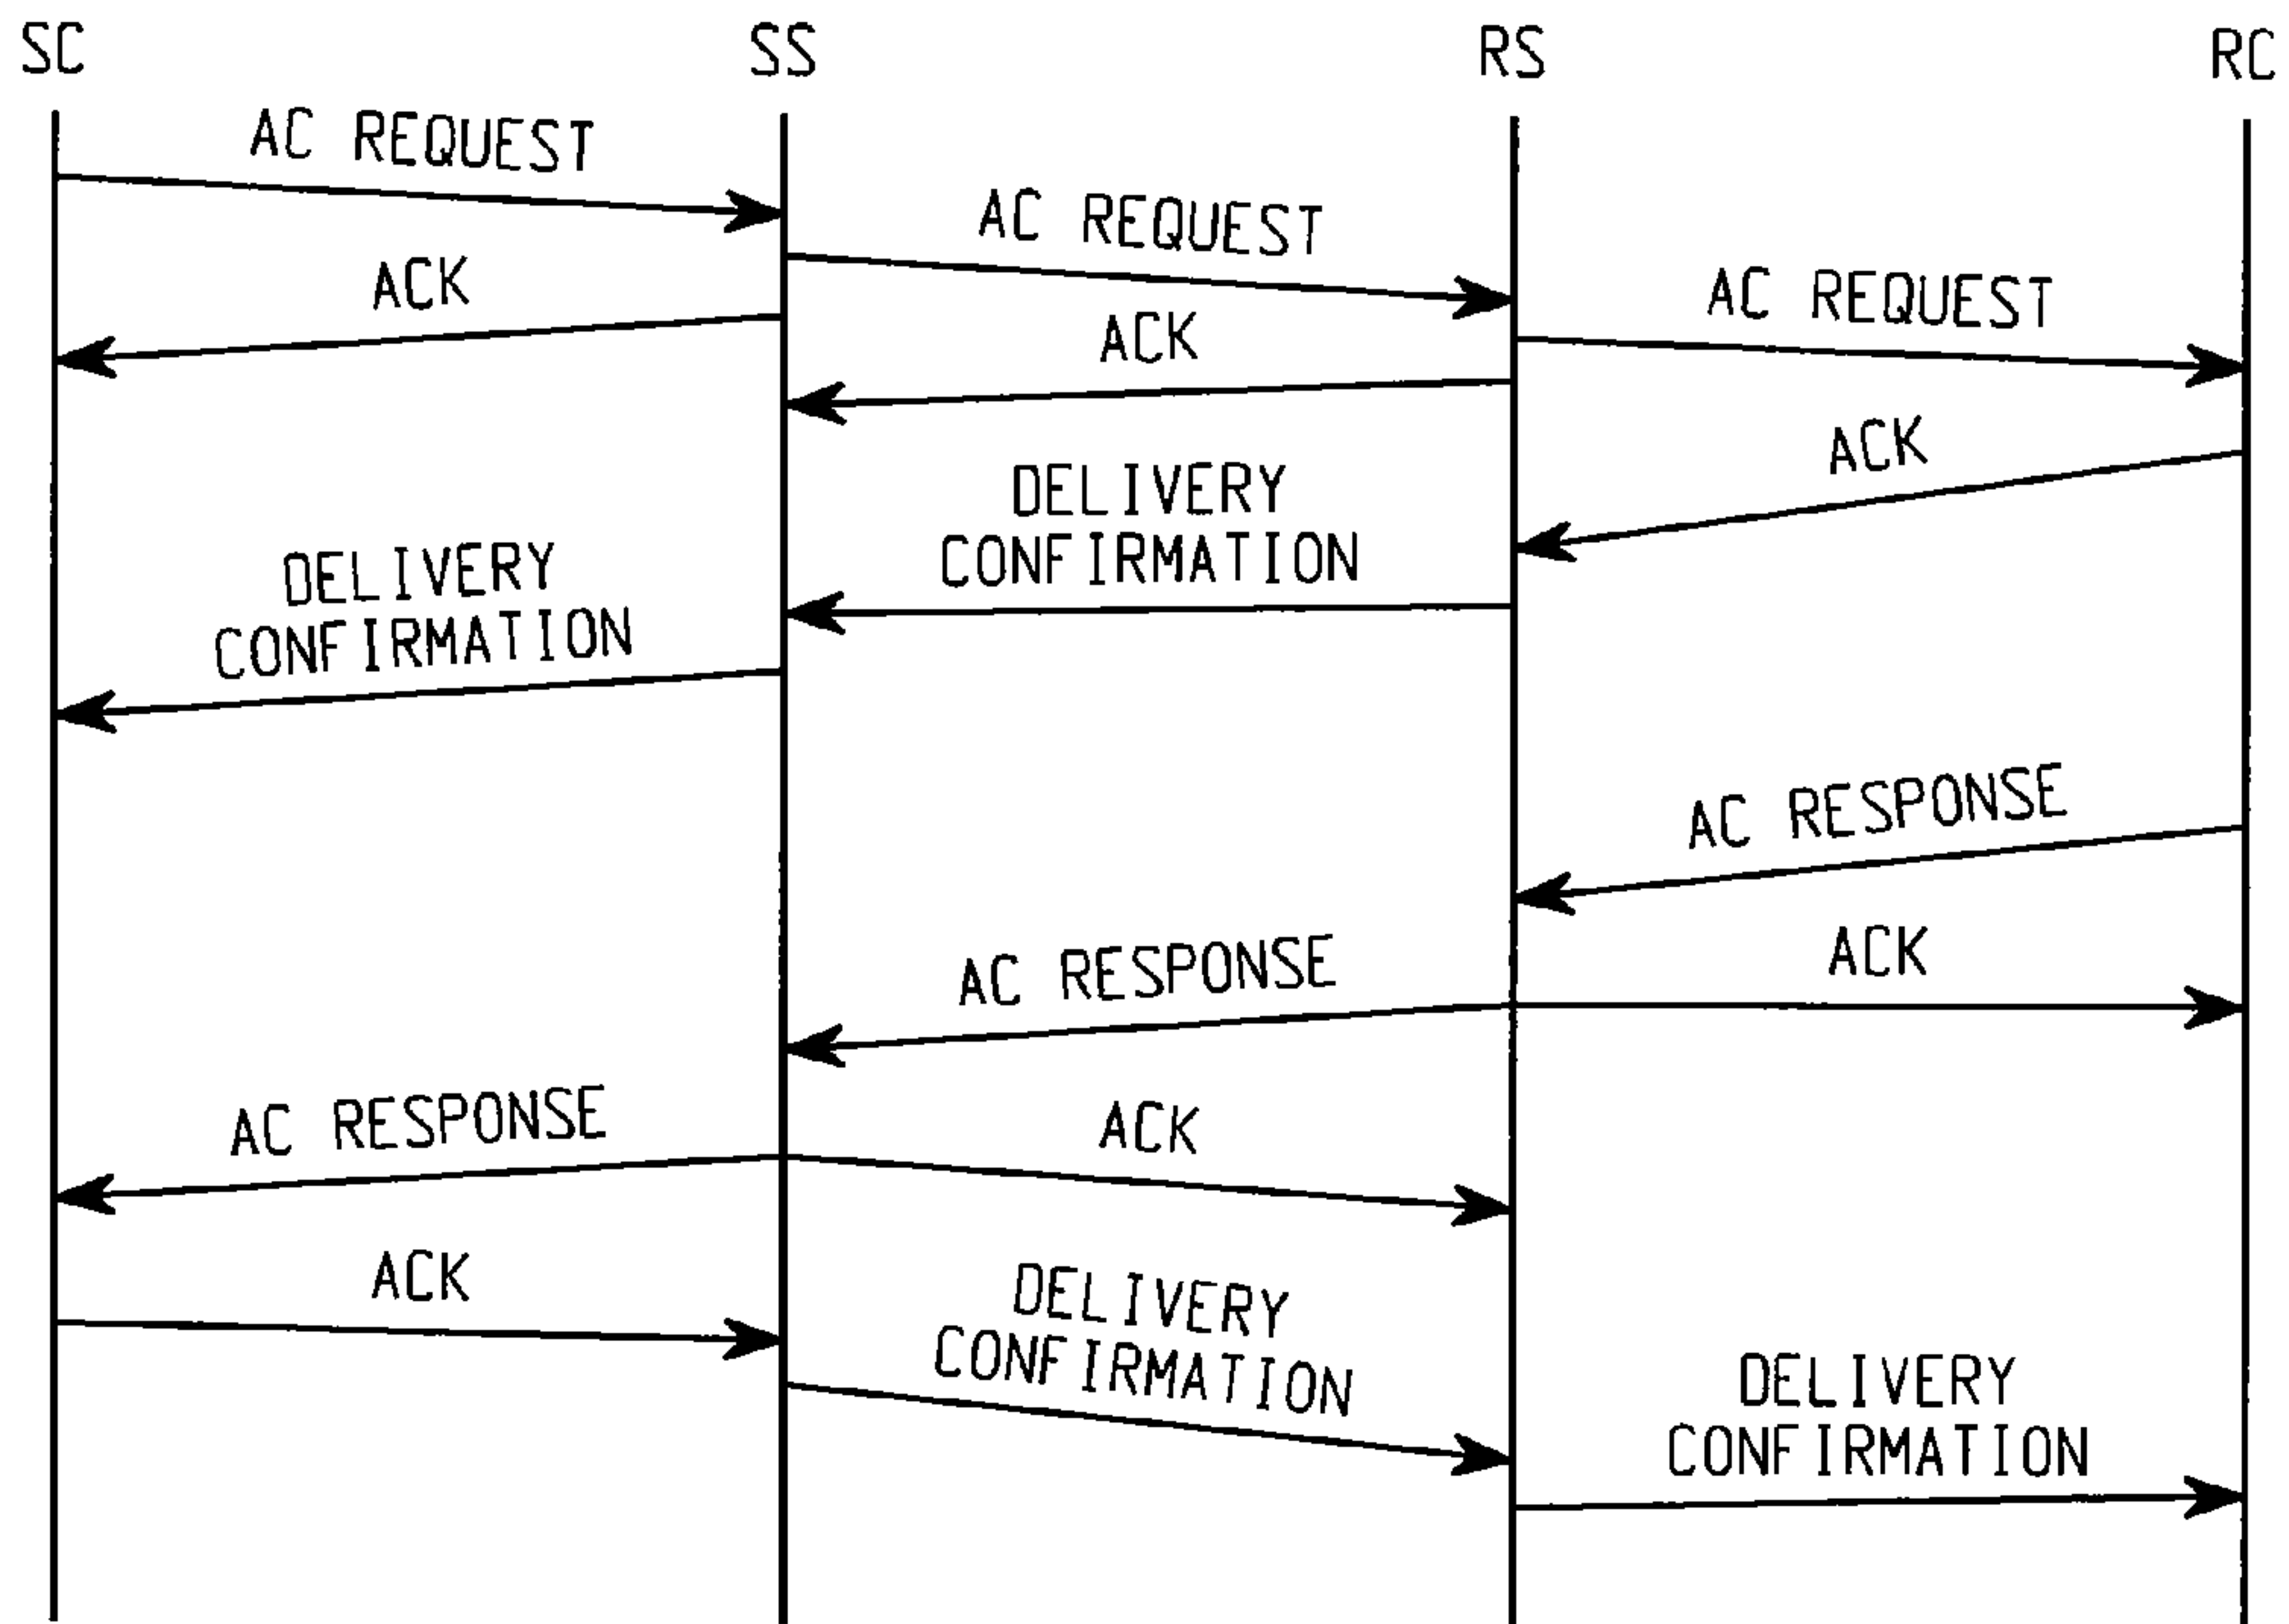 SC
SS
RS
RC
AC REQUEST
AC REQUEST
ACK
AC REQUEST
ACK
ACK
DELIVERY
CONFIRMATION
DELIVERY
CONFIRMATION
AC RESPONSE
AC RESPONSE
ACK
AC RESPONSE
ACK
ACK
DELIVERY
CONFIRMATION
DELIVERY
CONFIRMATION